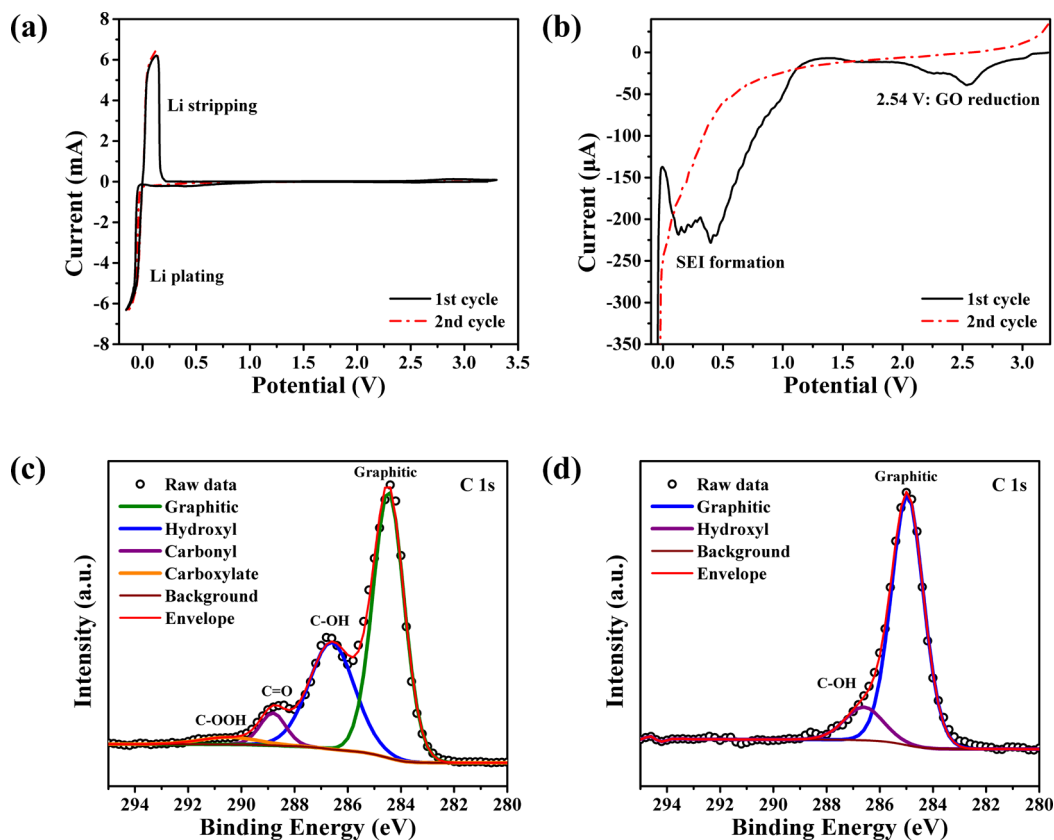 (a)
8
6
4
2
0
-2
-4
-6
-8
Current (mA)
Li stripping
Li plating
1st cycle
2nd cycle
0.0 0.5 1.0 1.5 2.0 2.5 3.0 3.5
Potential (V)
(b)
0
-50
-100
-150
-200
-250
-300
-350
Current (µA)
2.54 V: GO reduction
SEI formation
1st cycle
2nd cycle
0.0 0.5 1.0 1.5 2.0 2.5 3.0
Potential (V)
(c)
Intensity (a.u.)
Raw data
Graphitic
Hydroxyl
Carbonyl
Carboxylate
Background
Envelope
Graphitic
C 1s
C-OH
C=O
C-OOH
294 292 290 288 286 284 282 280
Binding Energy (eV)
(d)
Intensity (a.u.)
Raw data
Graphitic
Hydroxyl
Background
Envelope
Graphitic
C 1s
C-OH
294 292 290 288 286 284 282 280
Binding Energy (eV)